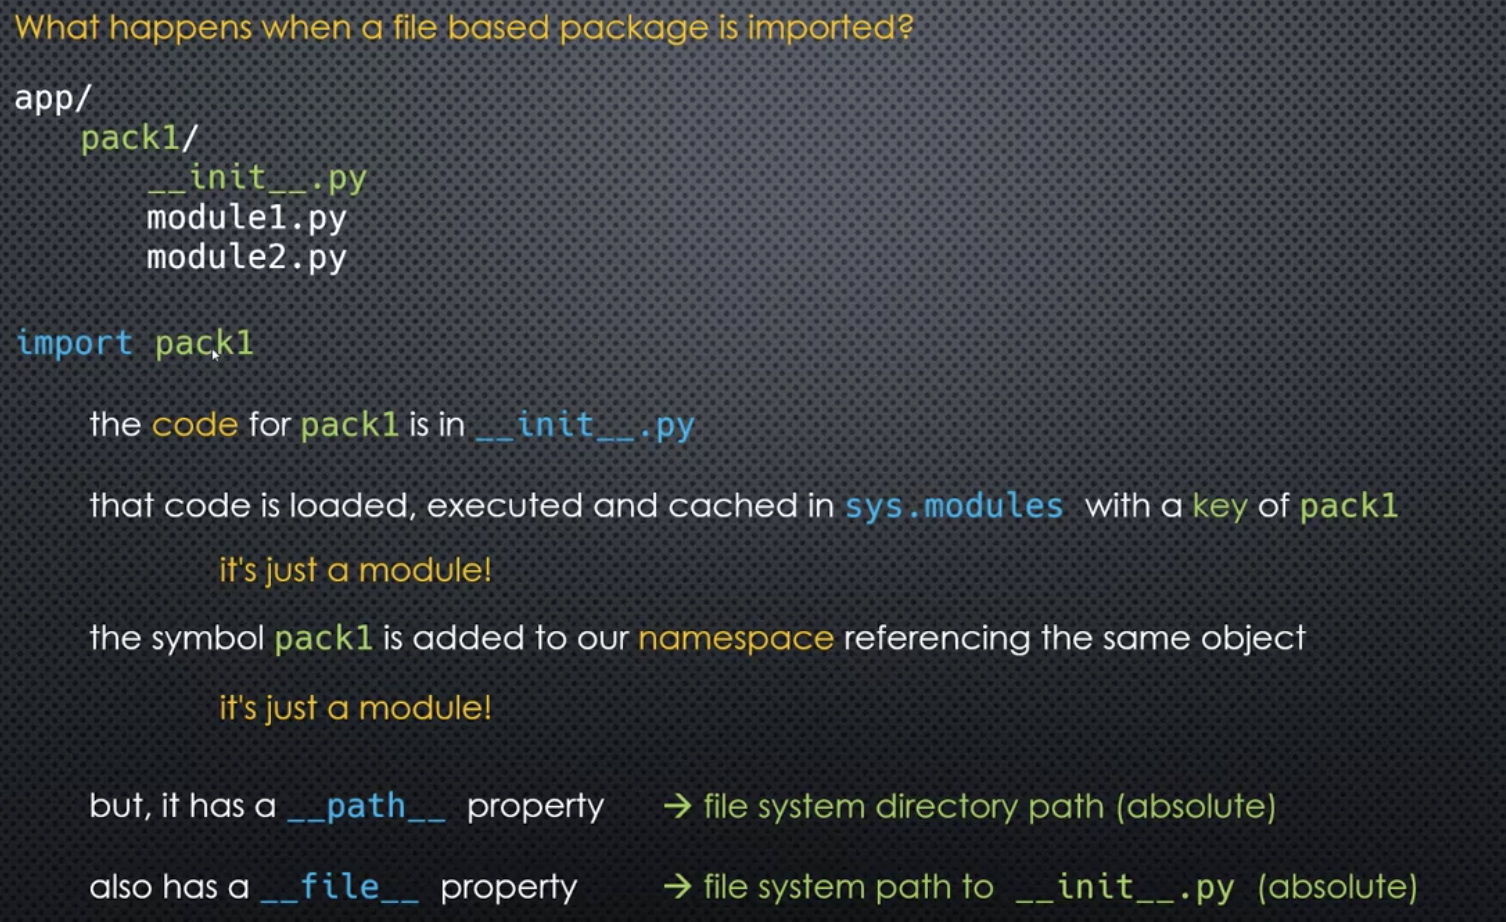 What happens when a file based package is imported?
app/
pack1/
__init__.py
module1.py
module2.py
import pack1
the code for pack1 is in __init__.py
that code is loaded, executed and cached in sys.modules with a key of pack1
it's just a module!
the symbol pack1 is added to our namespace referencing the same object
it's just a module!
but, it has a __path__ property → file system directory path (absolute)
also has a __file__ property → file system path to __init__.py (absolute)